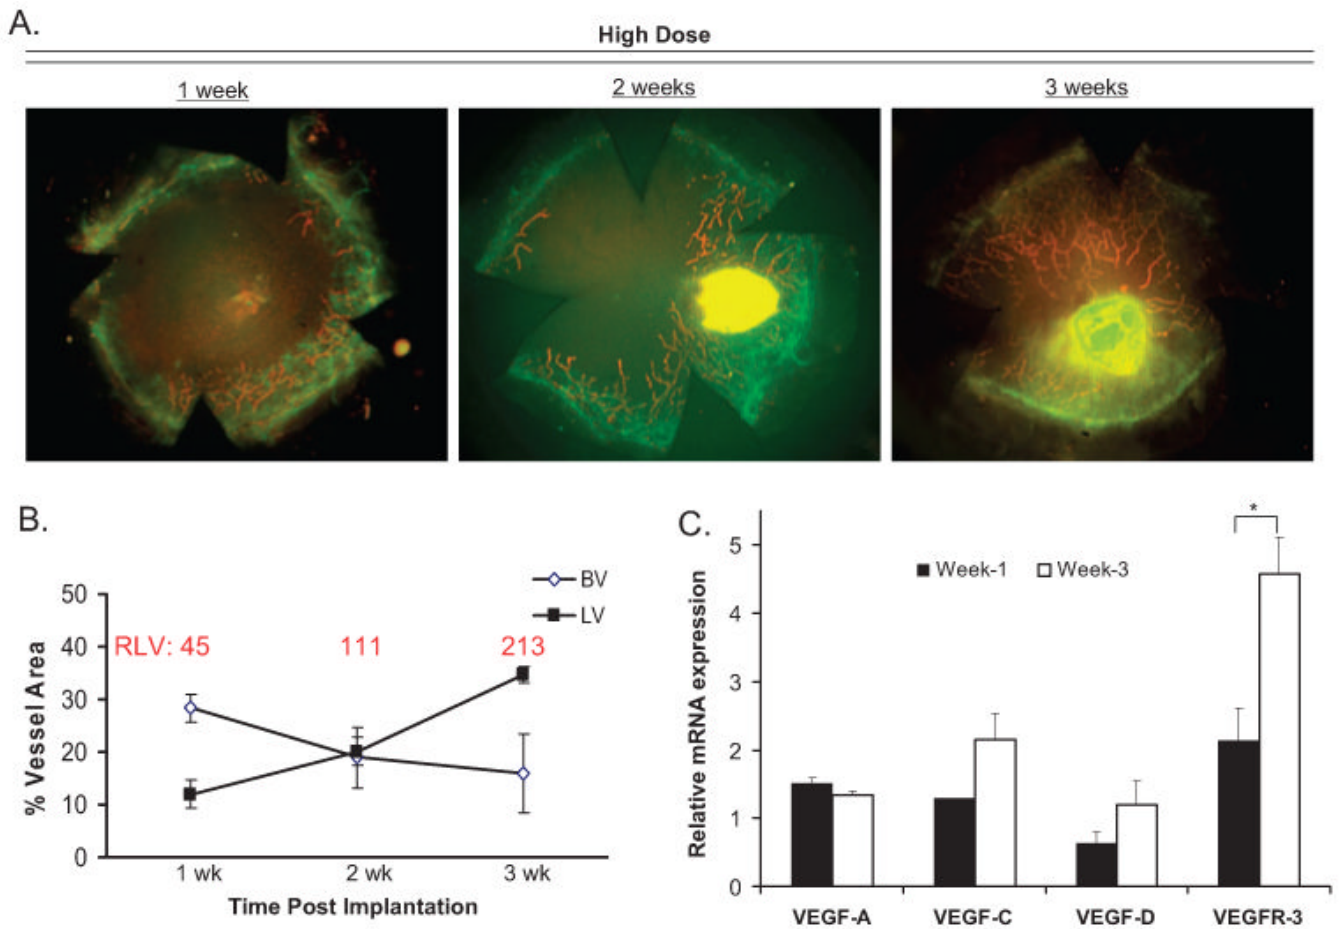 A.
High Dose
1 week
2 weeks
3 weeks
B.
BV
LV
RLV: 45
111
213
50
40
30
20
10
0
% Vessel Area
1 wk
2 wk
3 wk
Time Post Implantation
C.
*
Week-1
Week-3
5
4
3
2
1
0
Relative mRNA expression
VEGF-A
VEGF-C
VEGF-D
VEGFR-3